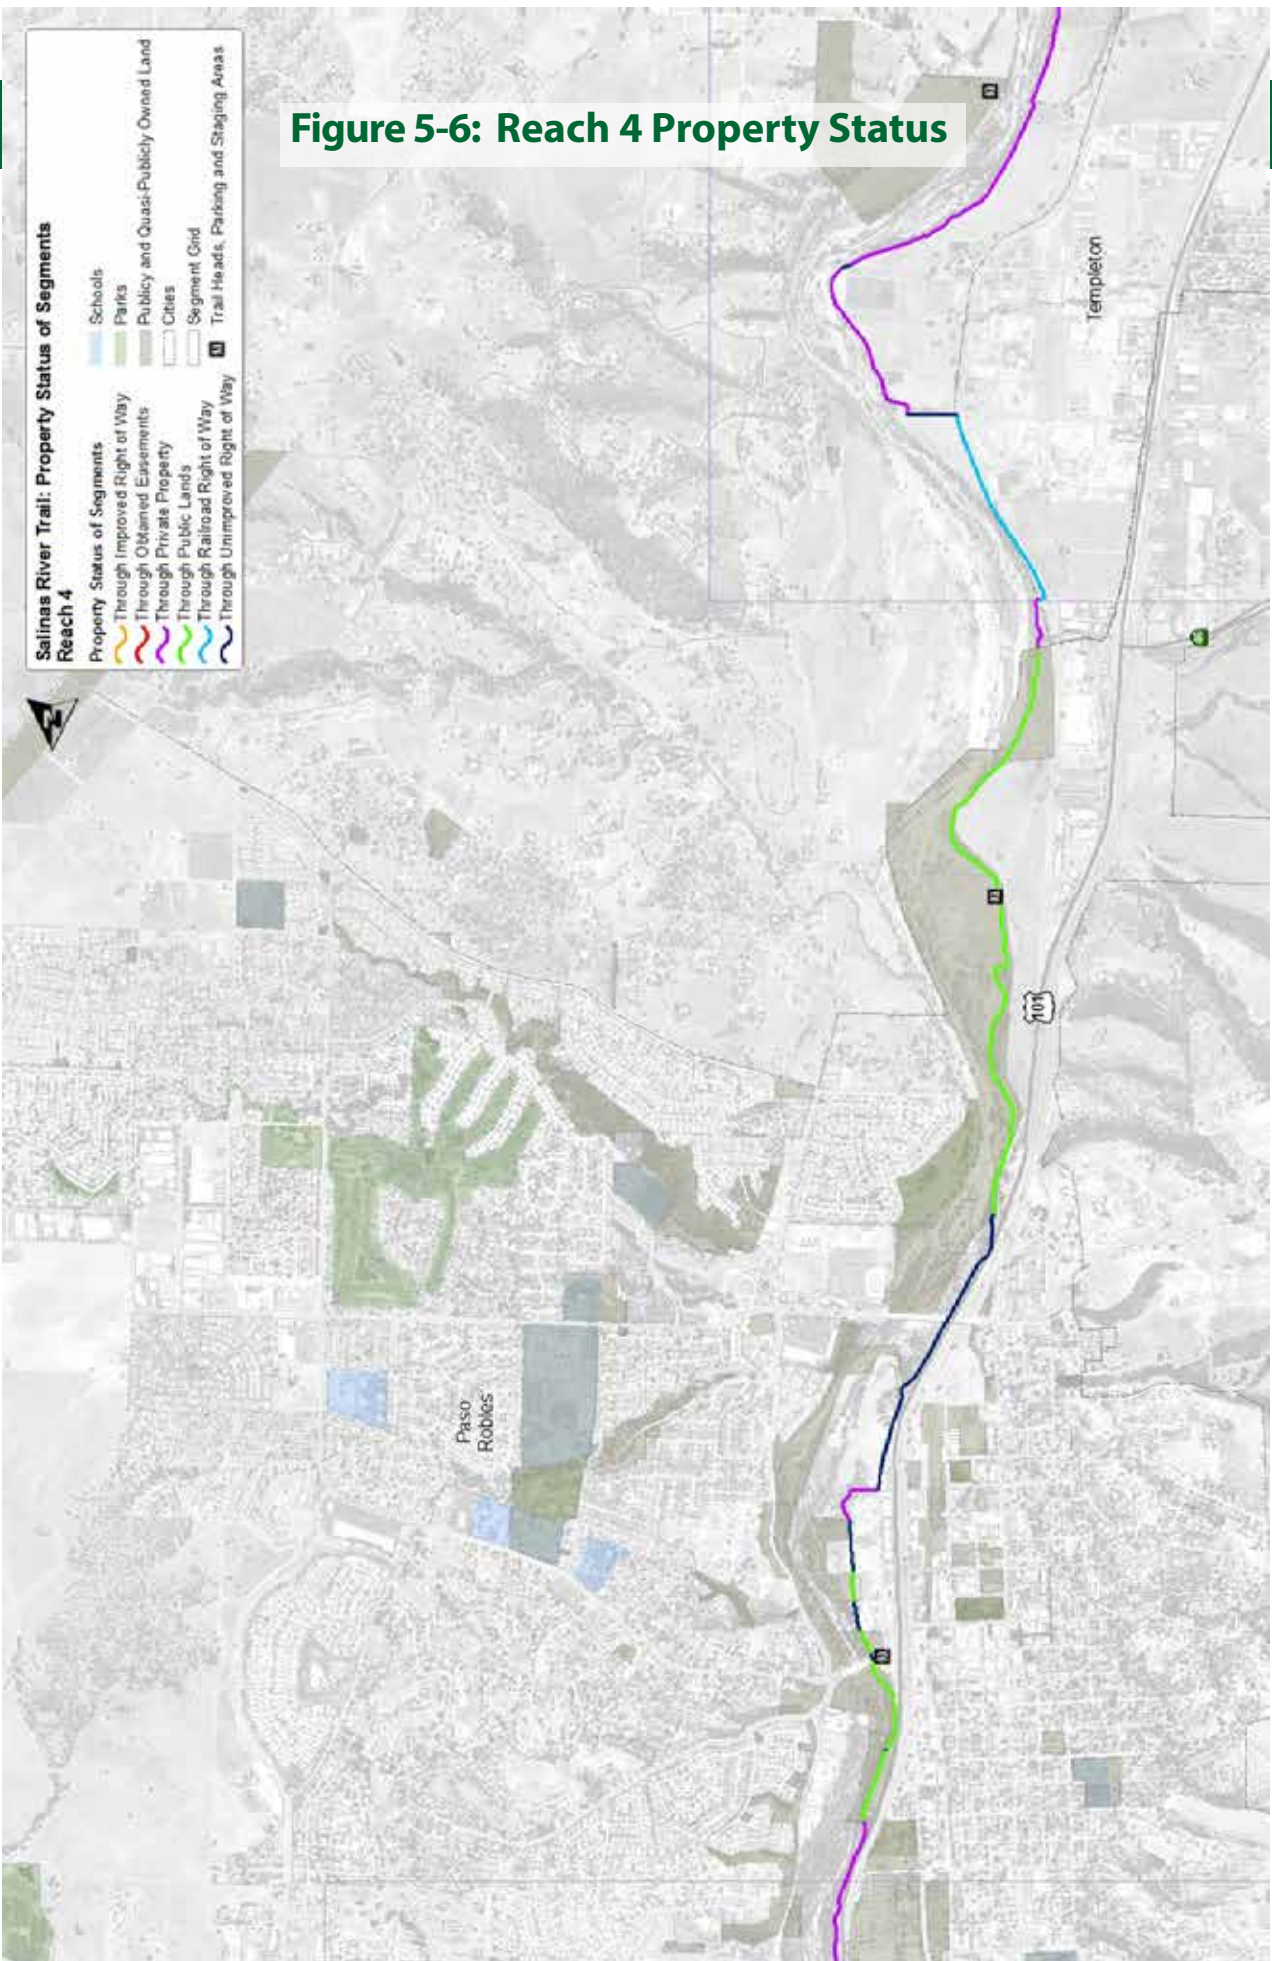 Figure 5-6: Reach 4 Property Status
Salinas River Trail: Property Status of Segments
Reach 4
Property Status of Segments
Through Improved Right of Way
Through Obtained Easements
Through Private Property
Through Public Lands
Through Railroad Right of Way
Through Unimproved Right of Way
Schools
Parks
Publicy and Quasi-Publicly Owned Land
Cities
Segment Grid
Trail Heads, Parking and Staging Areas
Templeton
101
Paso
Robles